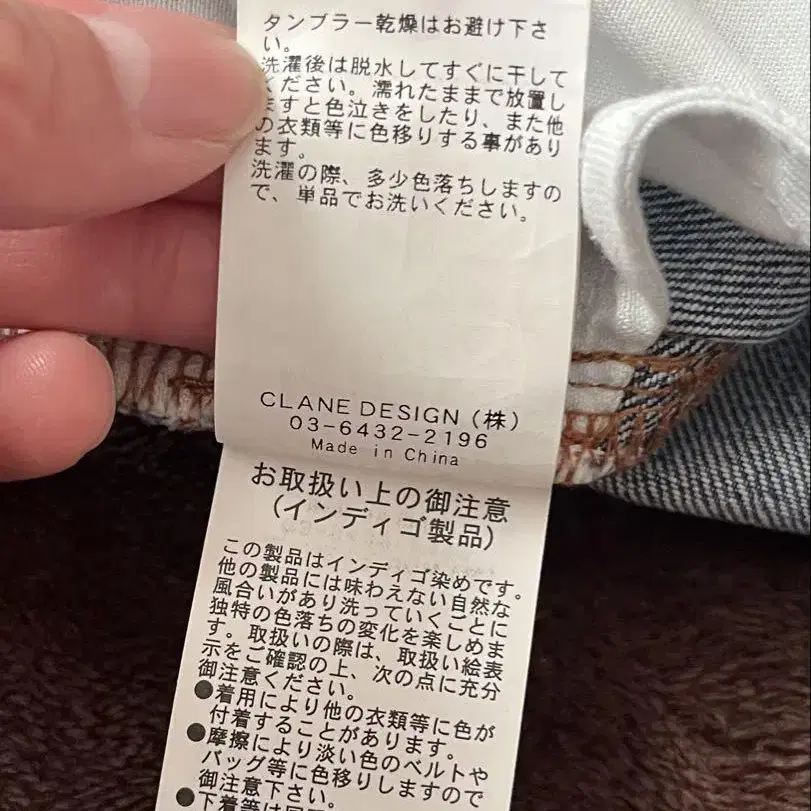 タンブラー乾燥はお避け下さ
い。
洗濯後は脱水してすぐに干して
ください。濡れたままで放置し
ますと色泣きをしたり、また他
の衣類等に色移りする事があり
ます。
洗濯の際、多少色落ちしますの
で、単品でお洗いください。
CLANE DESIGN(株)
03-6432-2196
Made in China
お取扱い上の御注意
(インディゴ製品)
この製品はインディゴ染めです。
他の製品には味わえない自然な
風合いがあり洗っていくごとに
独特の色落ちの変化を楽しめま
す。取扱いの際は、取扱い絵表
示をご確認の上、次の点に充分
御注意ください。
●着用により他の衣類等に色が
付着することがあります。
●摩擦により淡い色のベルトや
バッグ等に色移りしますので
御注意下さい。
●下着等は